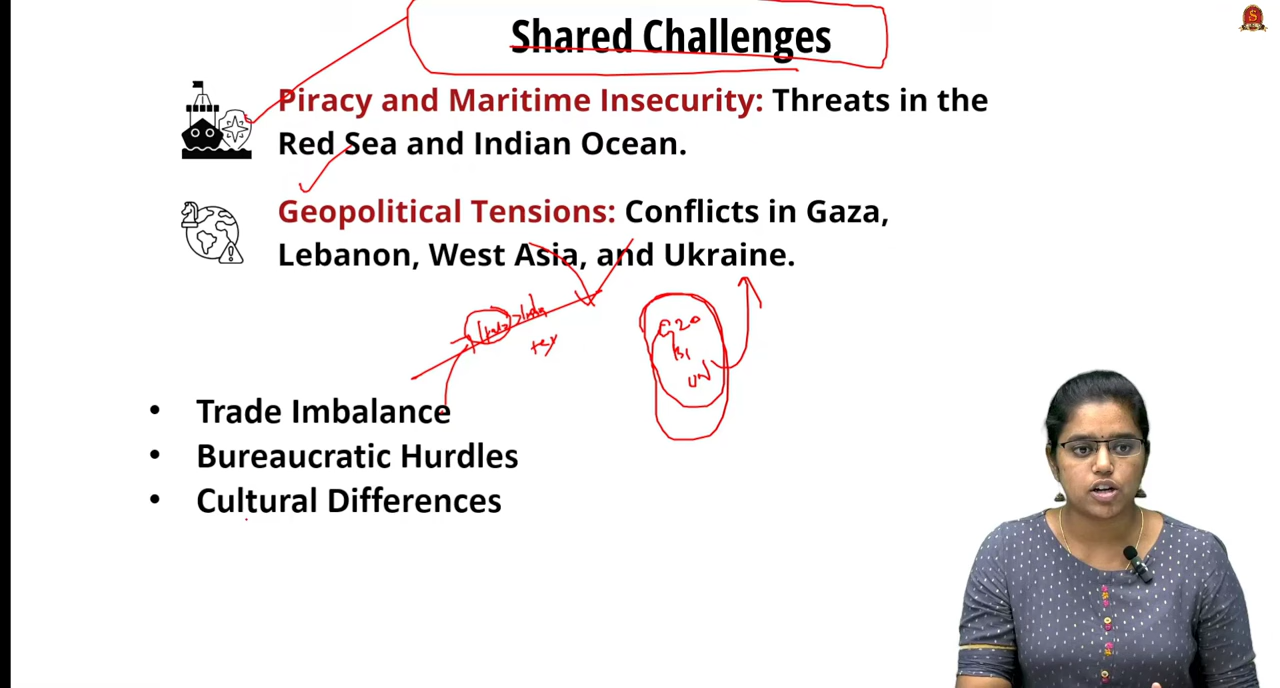 Shared Challenges
Piracy and Maritime Insecurity: Threats in the
Red Sea and Indian Ocean.
Geopolitical Tensions: Conflicts in Gaza,
Lebanon, West Asia, and Ukraine.
G20
UN
• Trade Imbalance
• Bureaucratic Hurdles
• Cultural Differences